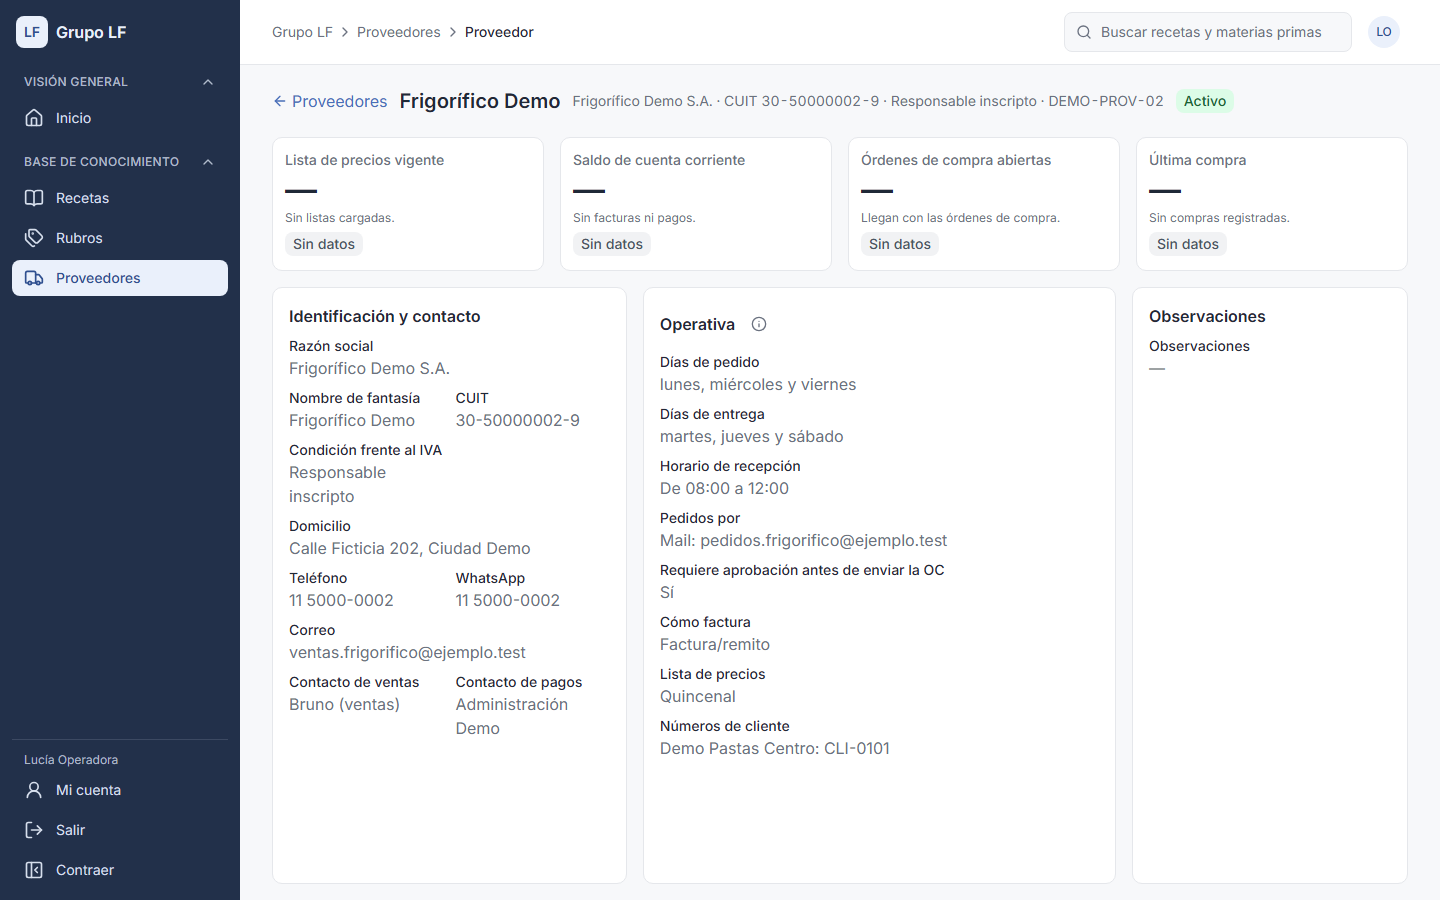 LF Grupo LF
VISIÓN GENERAL
Inicio
BASE DE CONOCIMIENTO
Recetas
Rubros
Proveedores
Lucía Operadora
Mi cuenta
Salir
Contraer
Grupo LF > Proveedores > Proveedor
Buscar recetas y materias primas
LO
← Proveedores Frigorífico Demo Frigorífico Demo S.A. · CUIT 30-50000002-9 · Responsable inscripto · DEMO-PROV-02 Activo
Lista de precios vigente
—
Sin listas cargadas.
Sin datos
Saldo de cuenta corriente
—
Sin facturas ni pagos.
Sin datos
Órdenes de compra abiertas
—
Llegan con las órdenes de compra.
Sin datos
Última compra
—
Sin compras registradas.
Sin datos
Identificación y contacto
Razón social
Frigorífico Demo S.A.
Nombre de fantasía CUIT
Frigorífico Demo 30-50000002-9
Condición frente al IVA
Responsable
inscripto
Domicilio
Calle Ficticia 202, Ciudad Demo
Teléfono WhatsApp
11 5000-0002 11 5000-0002
Correo
ventas.frigorifico@ejemplo.test
Contacto de ventas Contacto de pagos
Bruno (ventas) Administración
Demo
Operativa
Días de pedido
lunes, miércoles y viernes
Días de entrega
martes, jueves y sábado
Horario de recepción
De 08:00 a 12:00
Pedidos por
Mail: pedidos.frigorifico@ejemplo.test
Requiere aprobación antes de enviar la OC
Sí
Cómo factura
Factura/remito
Lista de precios
Quincenal
Números de cliente
Demo Pastas Centro: CLI-0101
Observaciones
Observaciones
—